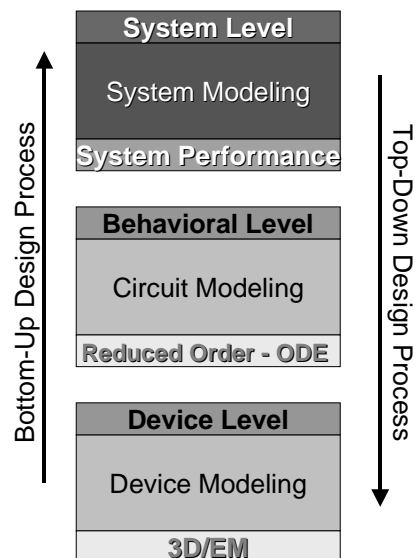 System Level
System Modeling
System Performance
Behavioral Level
Circuit Modeling
Reduced Order - ODE
Device Level
Device Modeling
3D/EM
Bottom-Up Design Process
Top-Down Design Process